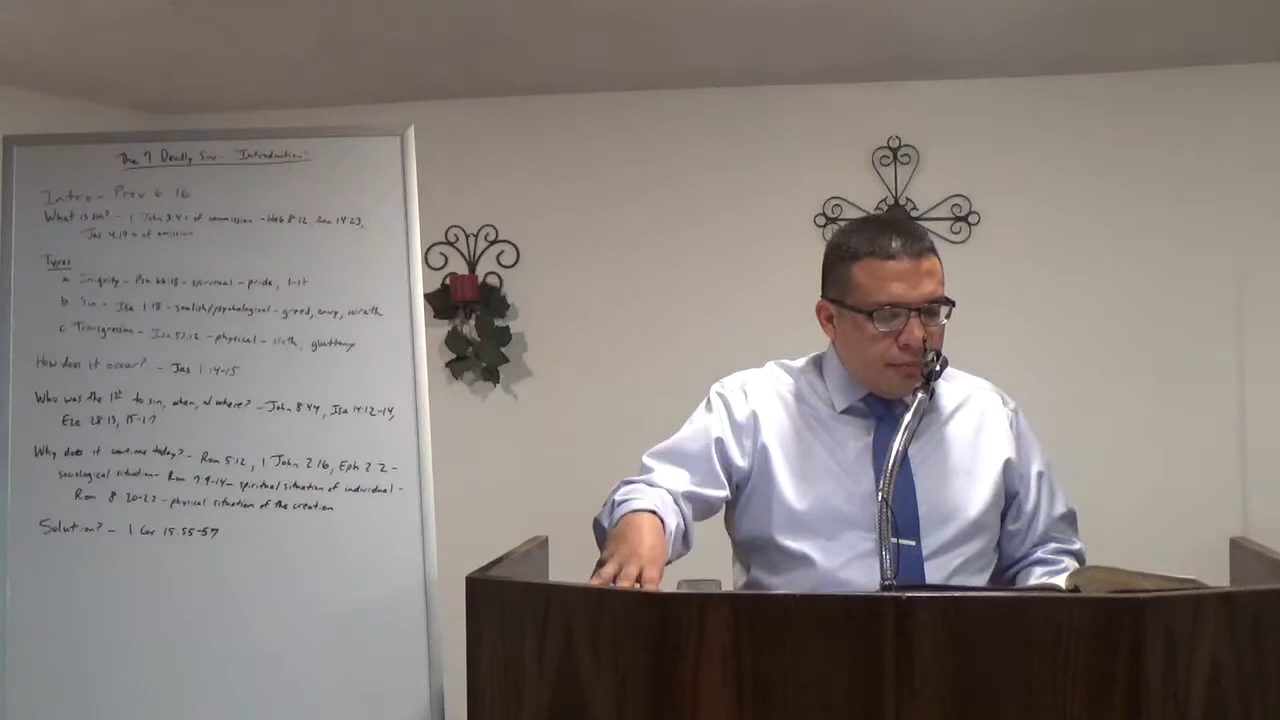 The 7 Deadly Sins - "Introduction"
Intro - Prov 6 16
What is sin? - 1 John 3.4 = of commission - Heb 8:12, Rom 14:23,
Jas 4.17 = of omission
Types
a. Iniquity - Psa 66:18 - spiritual - pride, lust
b. Sin - Isa 1:18 - soulish/psychological - greed, envy, wrath
c. Transgression - Isa 53:12 - physical - sloth, gluttony
How does it occur? - Jas 1:14-15
Who was the 1st to sin, when, & where? - John 8:44, Isa 14:12-14,
Eze 28 13, 15-17
Why does it continue today? - Rom 5:12, 1 John 2 16, Eph 2 2 -
sociological situation - Rom 7 9-14 - spiritual situation of individual -
Rom 8 20-22 - physical situation of the creation
Solution? - 1 Cor 15:55-57